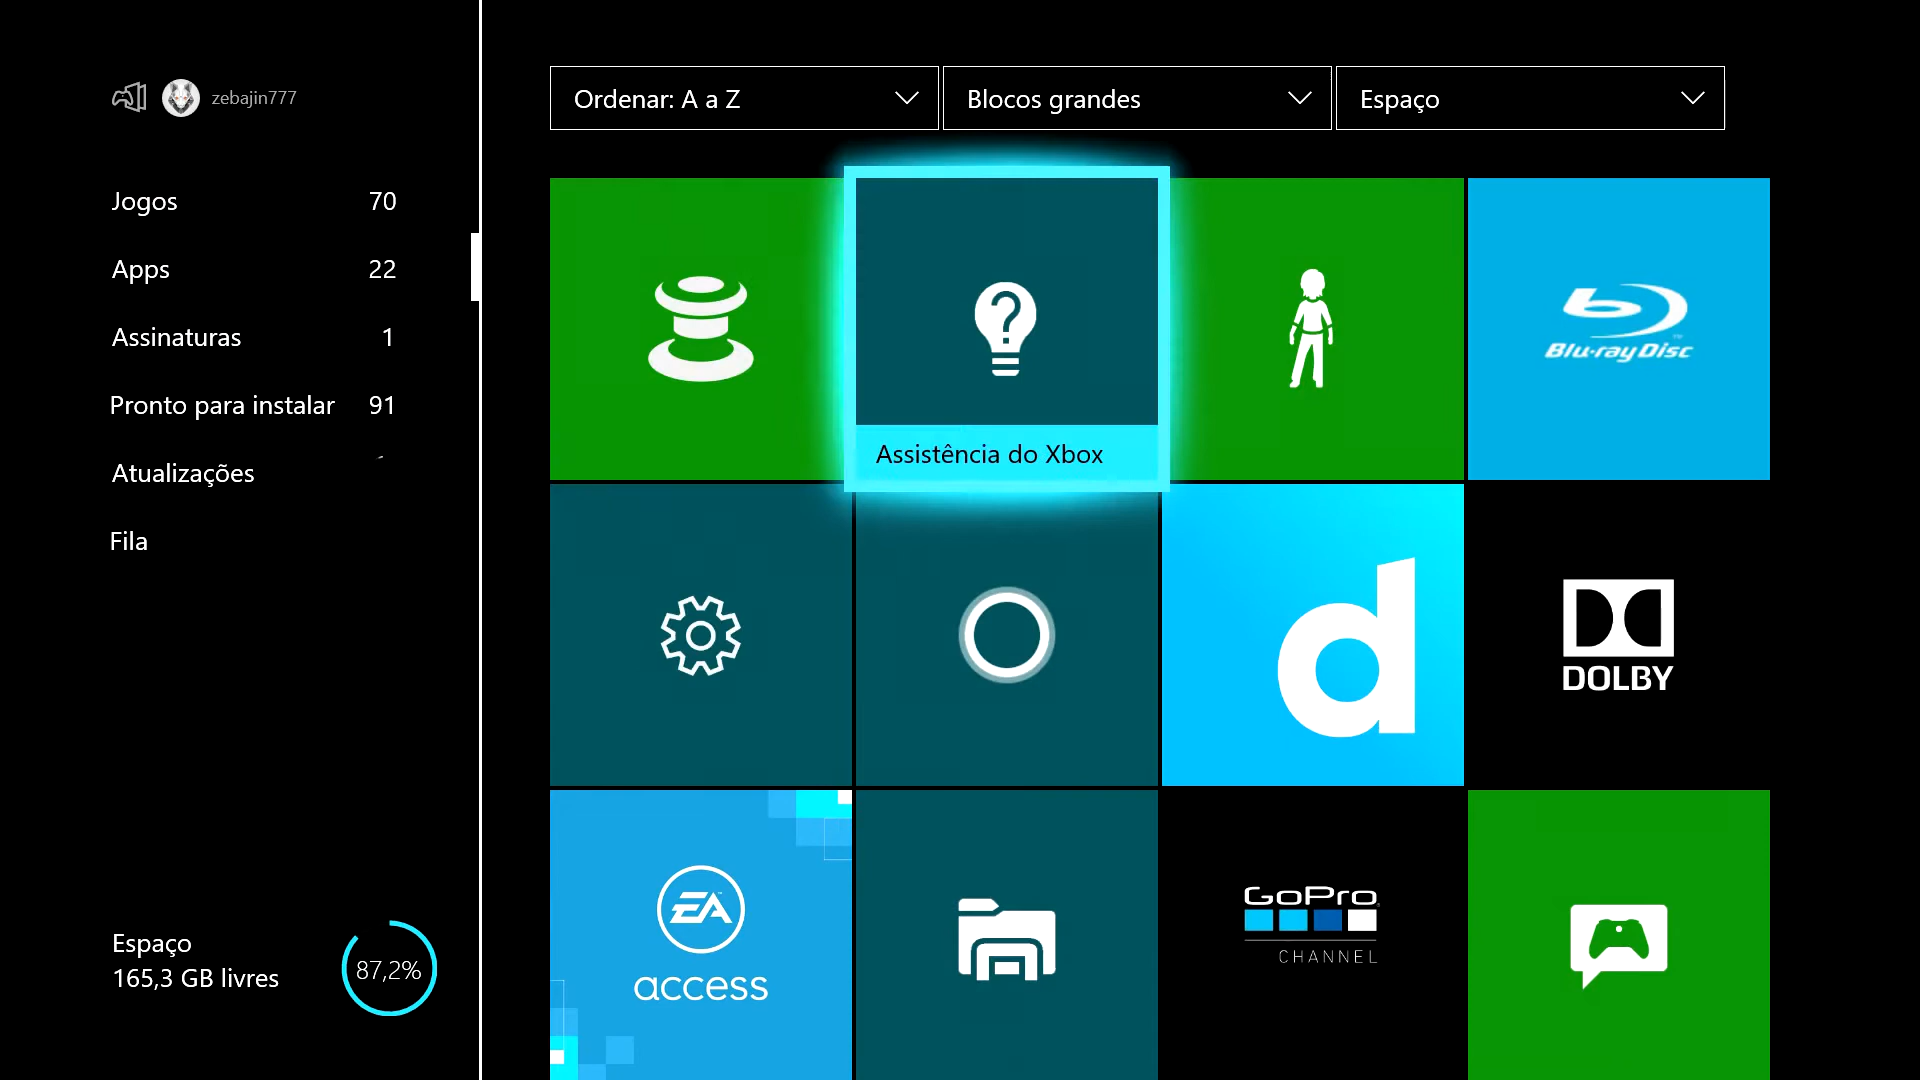 zebajin777
Jogos 70
Apps 22
Assinaturas 1
Pronto para instalar 91
Atualizações
Fila
Espaço
165,3 GB livres
87,2%
Ordenar: A a Z
Blocos grandes
Espaço
Assistência do Xbox
Blu-ray Disc
d
DOLBY
EA
access
GoPro
CHANNEL